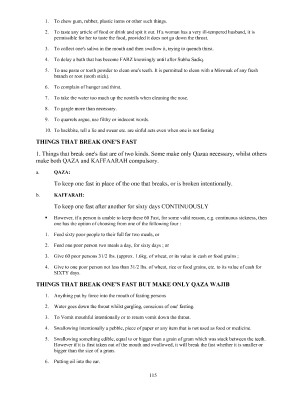 1. To chew gum, rubber, plastic items or other such things.
2. To taste any article of food or drink and spit it out. If a woman has a very ill-tempered husband, it is
permissible for her to taste the food, provided it does not go down the throat.
3. To collect one's saliva in the mouth and then swallow it, trying to quench thirst.
4. To delay a bath that has become FARZ knowingly until after Subha Sadiq.
5. To use paste or tooth powder to clean one's teeth. It is permitted to clean with a Miswaak of any fresh
branch or root (tooth stick).
6. To complain of hunger and thirst.
7. To take the water too much up the nostrils when cleaning the nose.
8. To gargle more than necessary.
9. To quarrel argue, use filthy or indecent words.
10. To backbite, tell a lie and swear etc. are sinful acts even when one is not fasting
THINGS THAT BREAK ONE'S FAST
1. Things that break one's fast are of two kinds. Some make only Qazaa necessary, whilst others
make both QAZA and KAFFAARAH compulsory.
a. QAZA:
To keep one fast in place of the one that breaks, or is broken intentionally.
b. KAFFARAH:
To keep one fast after another for sixty days CONTINUOUSLY
• However, if a person is unable to keep these 60 Fast, for some valid reason, e.g. continuous sickness, then
one has the option of choosing from one of the following :
1. Feed sixty poor people to their full for two meals, or
2. Feed one poor person two meals a day, for sixty days ; or
3. Give 60 poor persons 31/2 lbs. (approx. 1.6kg. of wheat, or its value in cash or food grains ;
4. Give to one poor person not less than 31/2 lbs. of wheat, rice or food grains, etc. to its value of cash for
SIXTY days.
THINGS THAT BREAK ONE'S FAST BUT MAKE ONLY QAZA WAJIB
1. Anything put by force into the mouth of fasting persons
2. Water goes down the throat whilst gargling, conscious of one' fasting.
3. To Vomit mouthful intentionally or to return vomit down the throat.
4. Swallowing intentionally a pebble, piece of paper or any item that is not used as food or medicine.
5. Swallowing something edible, equal to or bigger than a grain of gram which was stuck between the teeth.
However if it is first taken out of the mouth and swallowed, it will break the fast whether it is smaller or
bigger than the size of a gram.
6. Putting oil into the ear.
115